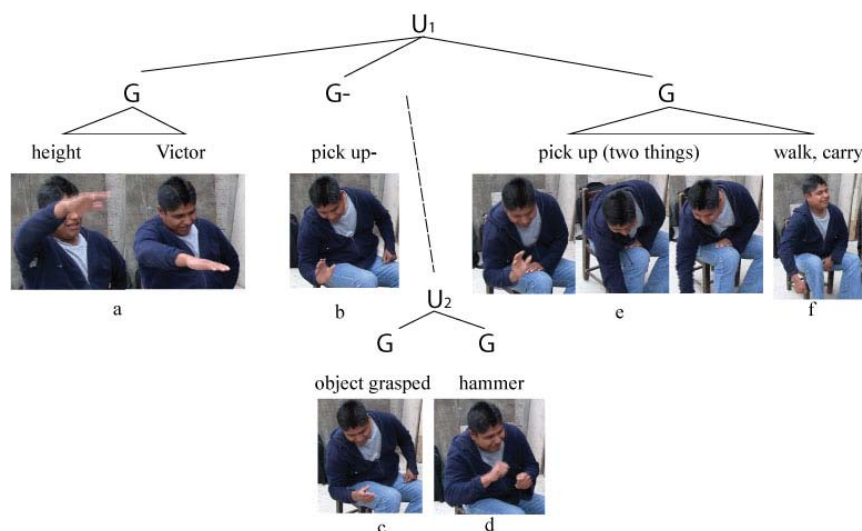 U1
G G- G
height Victor pick up- pick up (two things) walk, carry
a b e f
U2
G G
object grasped hammer
c d